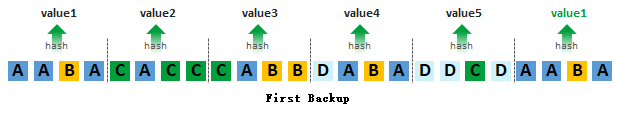 value1 value2 value3 value4 value5 value1
hash hash hash hash hash hash
A A B A C A C C C A B B D A B A D D C D A A B A
First Backup